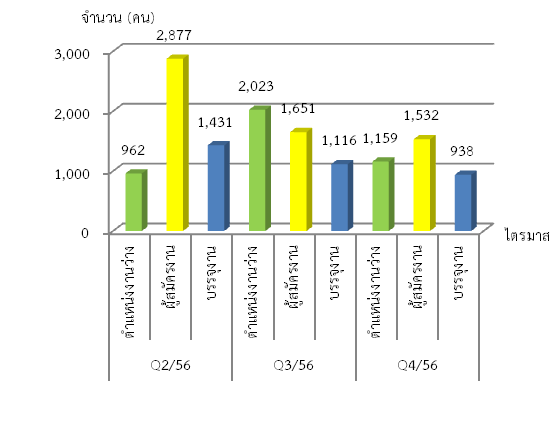 จำนวน (คน)
2,877
3,000
2,023
1,651
1,532
2,000
1,431
1,116
1,159
962
938
1,000
0
ไตรมาส
ตำแหน่งงานว่าง
ผู้สมัครงาน
บรรจุงาน
ตำแหน่งงานว่าง
ผู้สมัครงาน
บรรจุงาน
ตำแหน่งงานว่าง
ผู้สมัครงาน
บรรจุงาน
Q2/56
Q3/56
Q4/56